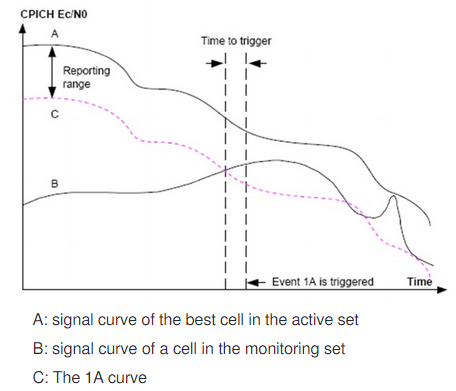 CPICH Ec/N0
A
Time to trigger
Reporting
range
C
B
Event 1A is triggered
Time
A: signal curve of the best cell in the active set
B: signal curve of a cell in the monitoring set
C: The 1A curve